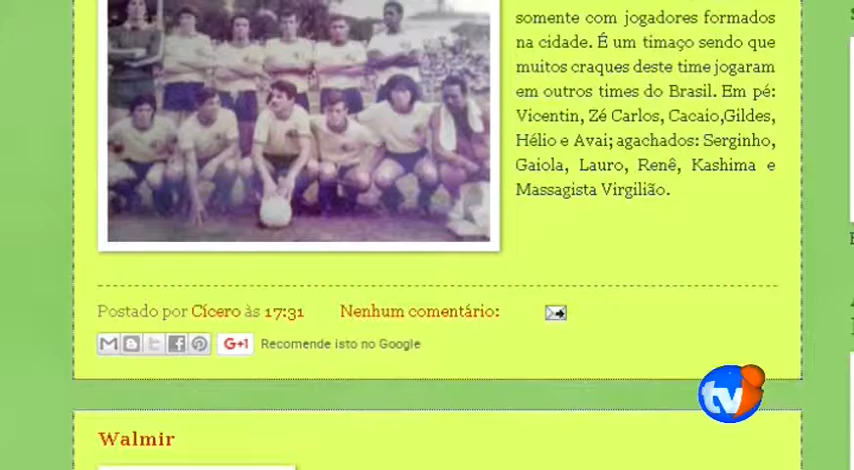 somente com jogadores formados
na cidade. É um timaço sendo que
muitos craques deste time jogaram
em outros times do Brasil. Em pé:
Vicentin, Zé Carlos, Cacaio,Gildes,
Hélio e Avai; agachados: Serginho,
Gaiola, Lauro, Renê, Kashima e
Massagista Virgilião.
Postado por Cícero às 17:31 Nenhum comentário:
G+1 Recomende isto no Google
tv
Walmir